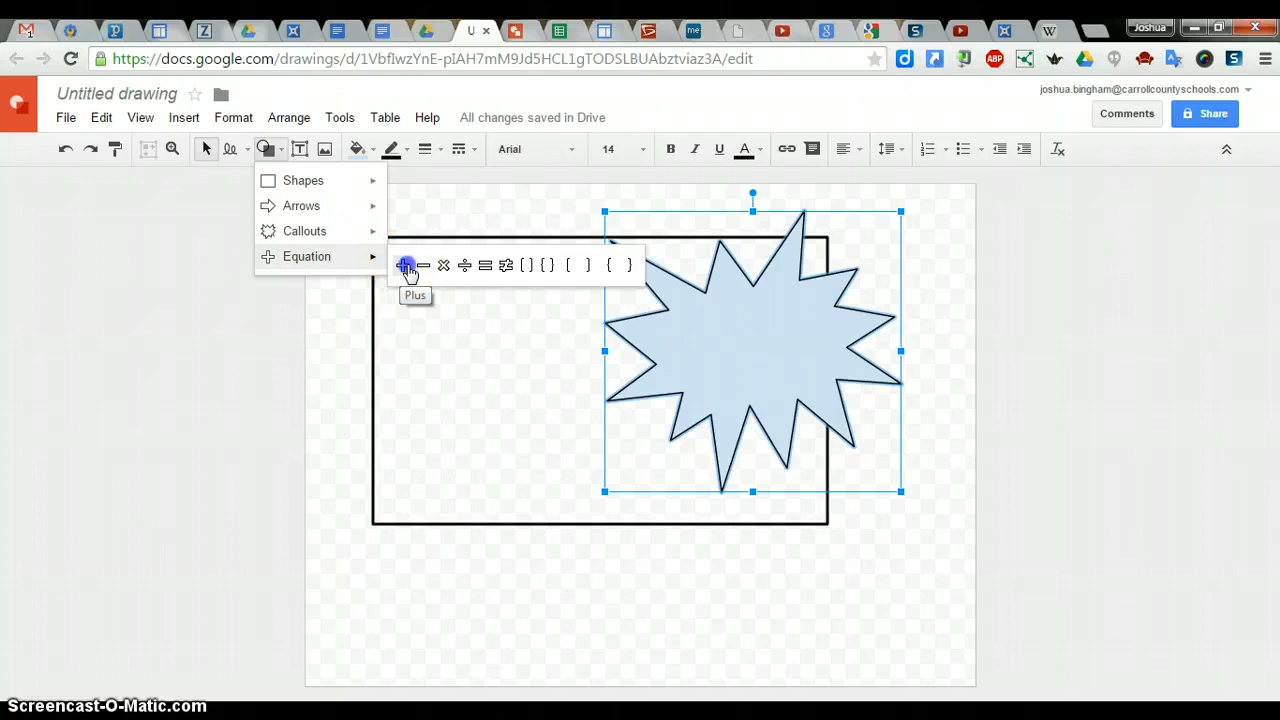 Joshua
https://docs.google.com/drawings/d/1VbfIwzYnE-pIAH7mM9Jd5HCL1gTODSLBUAbztviaz3A/edit
Untitled drawing
joshua.bingham@carrollcountyschools.com
File Edit View Insert Format Arrange Tools Table Help All changes saved in Drive
Comments Share
Arial 14 B I U A
Shapes
Arrows
Callouts
Equation
Plus
Screencast-O-Matic.com